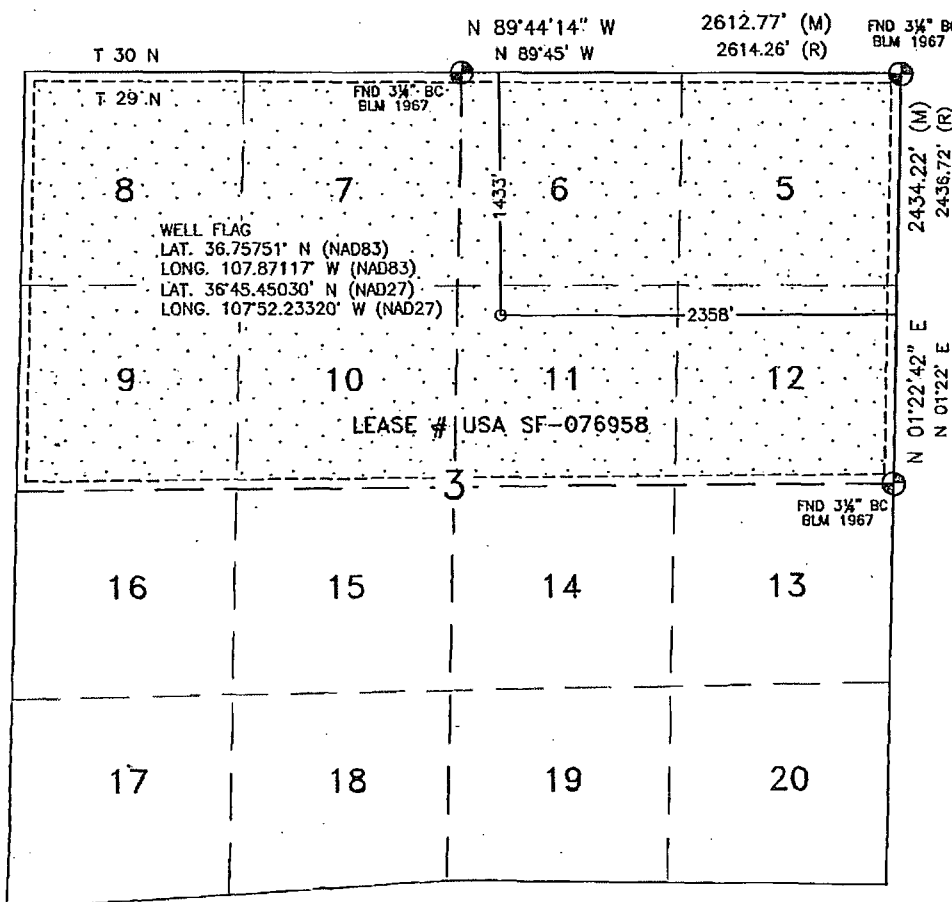 N 89°44'14" W 2612.77' (M)
N 89°45' W 2614.26' (R)
FND 3¼" BC
BLM 1967
T 30 N
T 29 N
FND 3¼" BC
BLM 1967
2434.22' (M)
2436.72' (R)
8 7 6 5
1433'
WELL FLAG
LAT. 36.75751° N (NAD83)
LONG. 107.87117° W (NAD83)
LAT. 36°45.45030' N (NAD27)
LONG. 107°52.23320' W (NAD27)
2358'
N 01°22'42" E
N 01°22' E
9 10 11 12
LEASE # USA SF-076958
3
FND 3¼" BC
BLM 1967
16 15 14 13
17 18 19 20